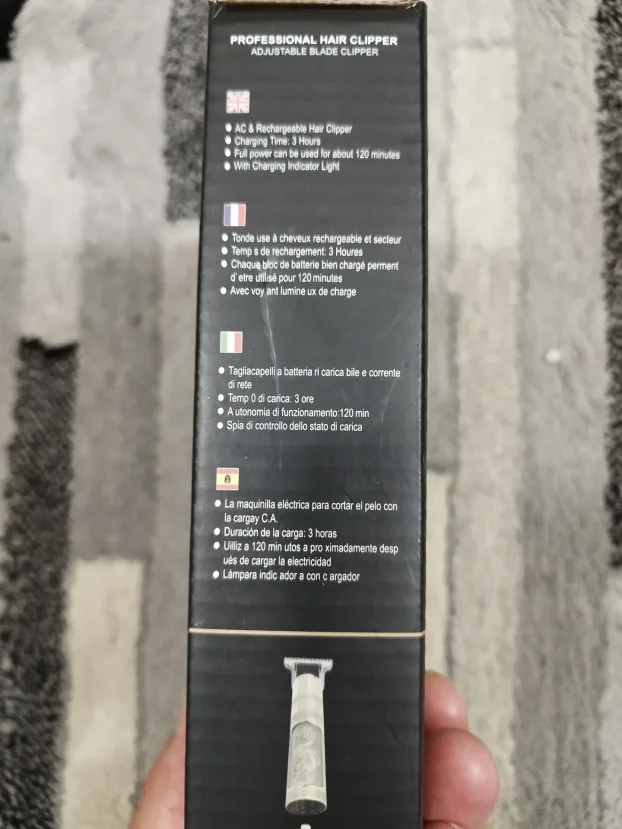 PROFESSIONAL HAIR CLIPPER
ADJUSTABLE BLADE CLIPPER
AC & Rechargeable Hair Clipper
Charging Time: 3 Hours
Full power can be used for about 120 minutes
With Charging Indicator Light
Tonde use à cheveux rechargeable et secteur
Temp s de rechargement: 3 Houres
Chaque bloc de batterie bien chargé perment
d'etre utilisé pour 120 minutes
Avec voy ant lumine ux de charge
Tagliacapelli a batteria ri carica bile e corrente
di rete
Temp 0 di carica: 3 ore
A utonomia di funzionamento:120 min
Spia di controllo dello stato di carica
La maquinilla eléctrica para cortar el pelo con
la cargay C.A.
Duración de la carga: 3 horas
Uilliz a 120 min utos a pro ximadamente desp
ués de cargar la electricidad
Lámpara indic ador a con c argador